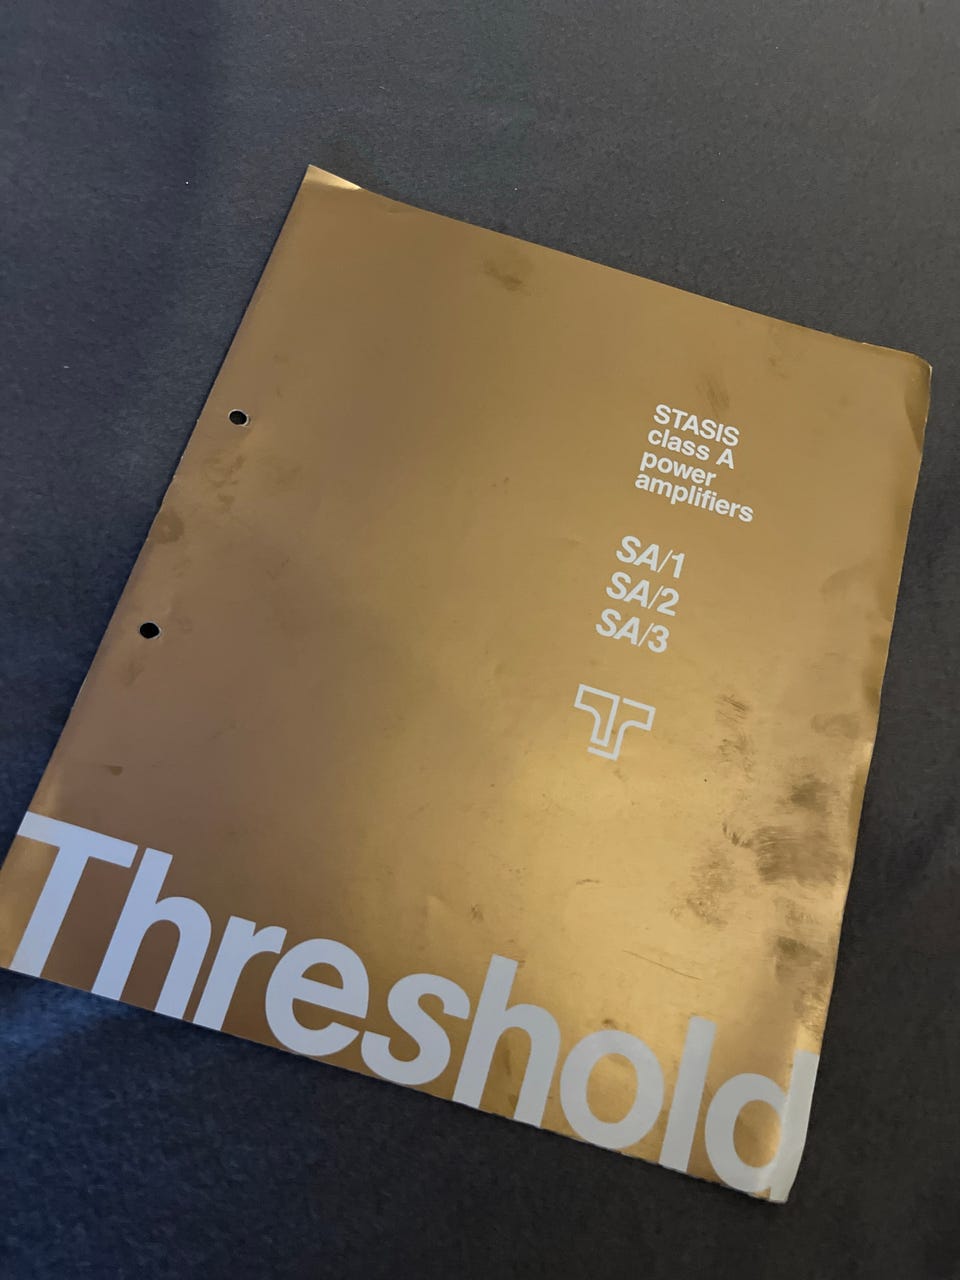 STASIS
class A
power
amplifiers
SA/1
SA/2
SA/3
Threshold